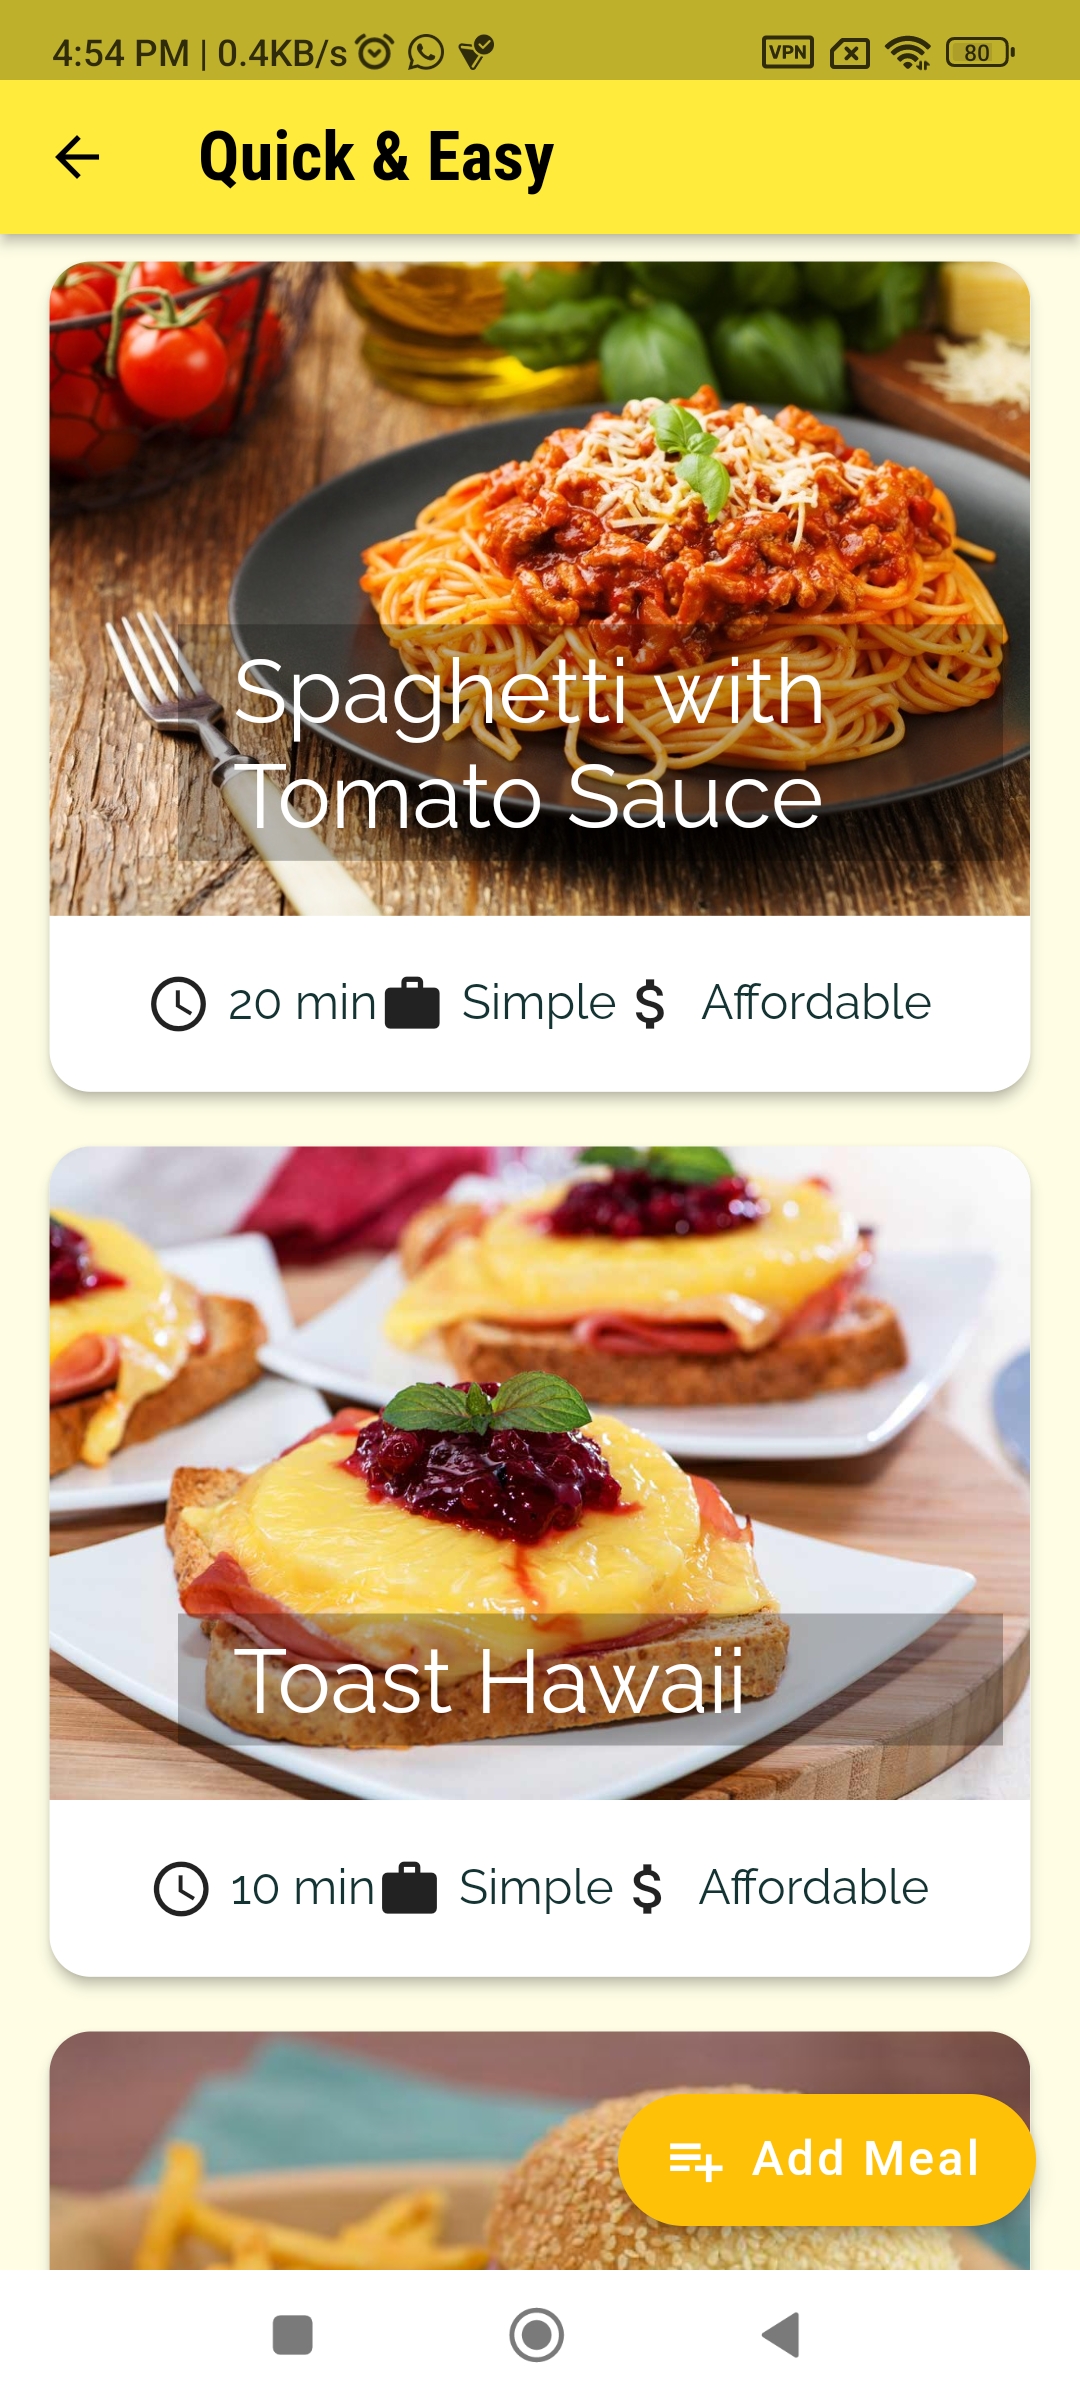 4:54 PM | 0.4KB/s VPN 80
Quick & Easy
Spaghetti with
Tomato Sauce
20 min Simple $ Affordable
Toast Hawaii
10 min Simple $ Affordable
Add Meal